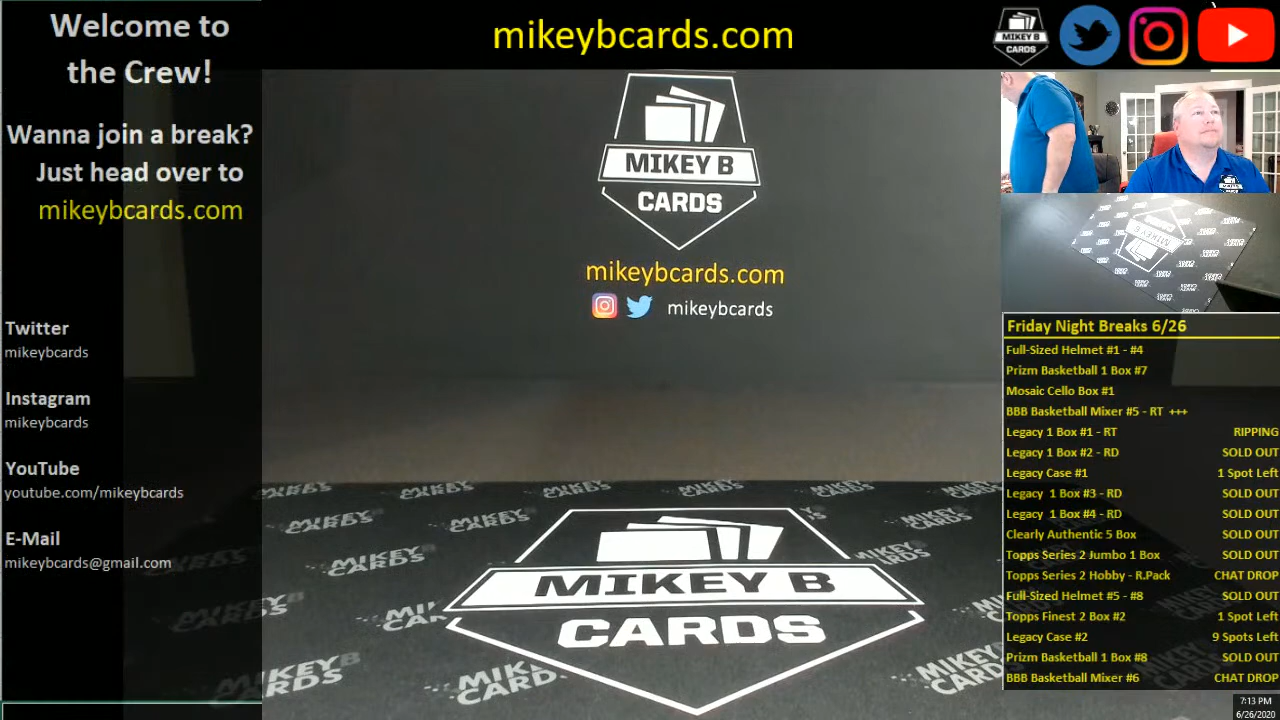 Welcome to
the Crew!
Wanna join a break?
Just head over to
mikeybcards.com
Twitter
mikeybcards
Instagram
mikeybcards
YouTube
youtube.com/mikeybcards
E-Mail
mikeybcards@gmail.com
mikeybcards.com
MIKEY B
CARDS
MIKEY B
CARDS
mikeybcards.com
mikeybcards
MIKEY B
CARDS
Friday Night Breaks 6/26
Full-Sized Helmet #1 - #4
Prizm Basketball 1 Box #7
Mosaic Cello Box #1
BBB Basketball Mixer #5 - RT +++
Legacy 1 Box #1 - RT RIPPING
Legacy 1 Box #2 - RD SOLD OUT
Legacy Case #1 1 Spot Left
Legacy 1 Box #3 - RD SOLD OUT
Legacy 1 Box #4 - RD SOLD OUT
Clearly Authentic 5 Box SOLD OUT
Topps Series 2 Jumbo 1 Box SOLD OUT
Topps Series 2 Hobby - R.Pack CHAT DROP
Full-Sized Helmet #5 - #8 SOLD OUT
Topps Finest 2 Box #2 1 Spot Left
Legacy Case #2 9 Spots Left
Prizm Basketball 1 Box #8 SOLD OUT
BBB Basketball Mixer #6 CHAT DROP
7:13 PM
6/26/2020